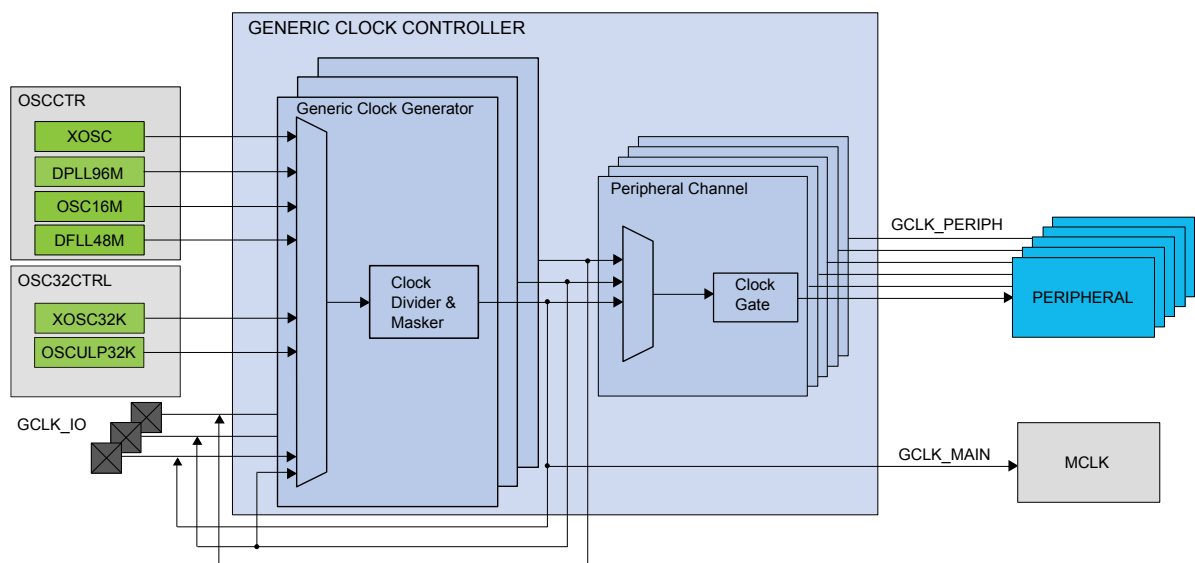 GENERIC CLOCK CONTROLLER
OSCCTR
XOSC
DPLL96M
OSC16M
DFLL48M
OSC32CTRL
XOSC32K
OSCULP32K
GCLK_IO
Generic Clock Generator
Clock
Divider &
Masker
Peripheral Channel
Clock
Gate
GCLK_PERIPH
PERIPHERAL
GCLK_MAIN
MCLK